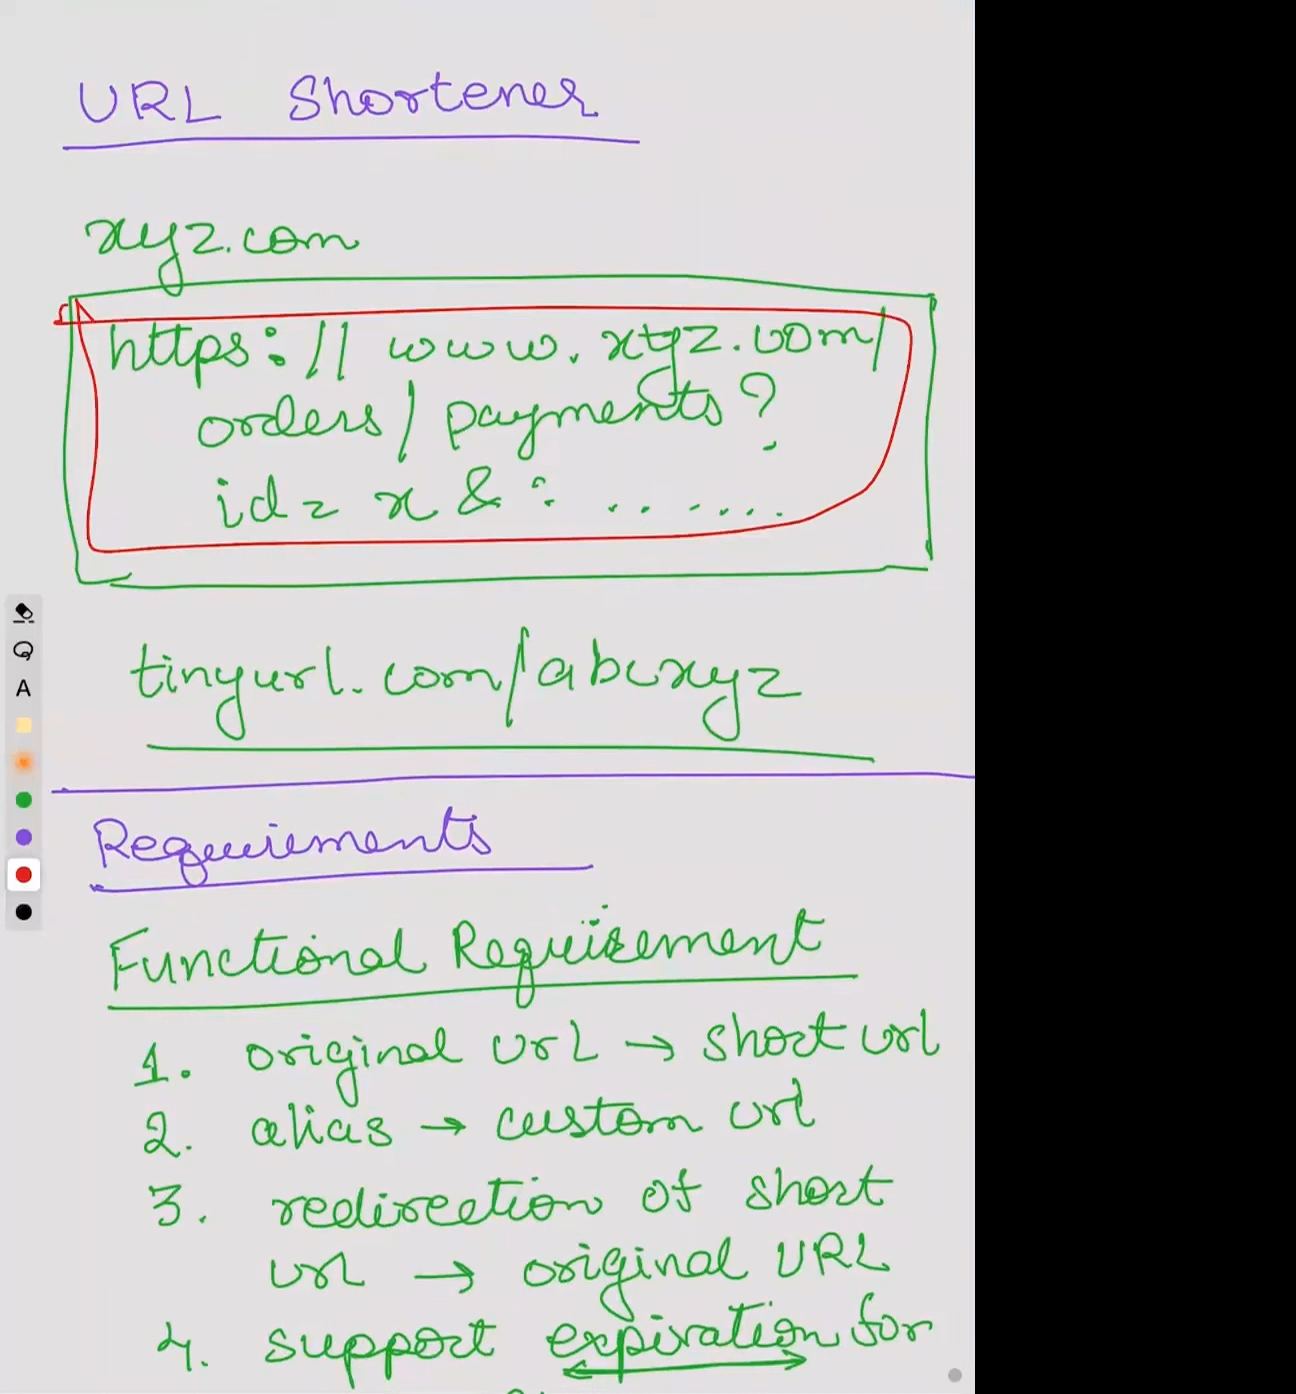 URL Shortener
xyz.com
https://www.xyz.com/
orders/payments?
id= x & : .......
tinyurl.com/abcxyz
Requirements
Functional Requirement
1. original url → short url
2. alias → custom url
3. redirection of short
url → original URL
4. support expiration for
A